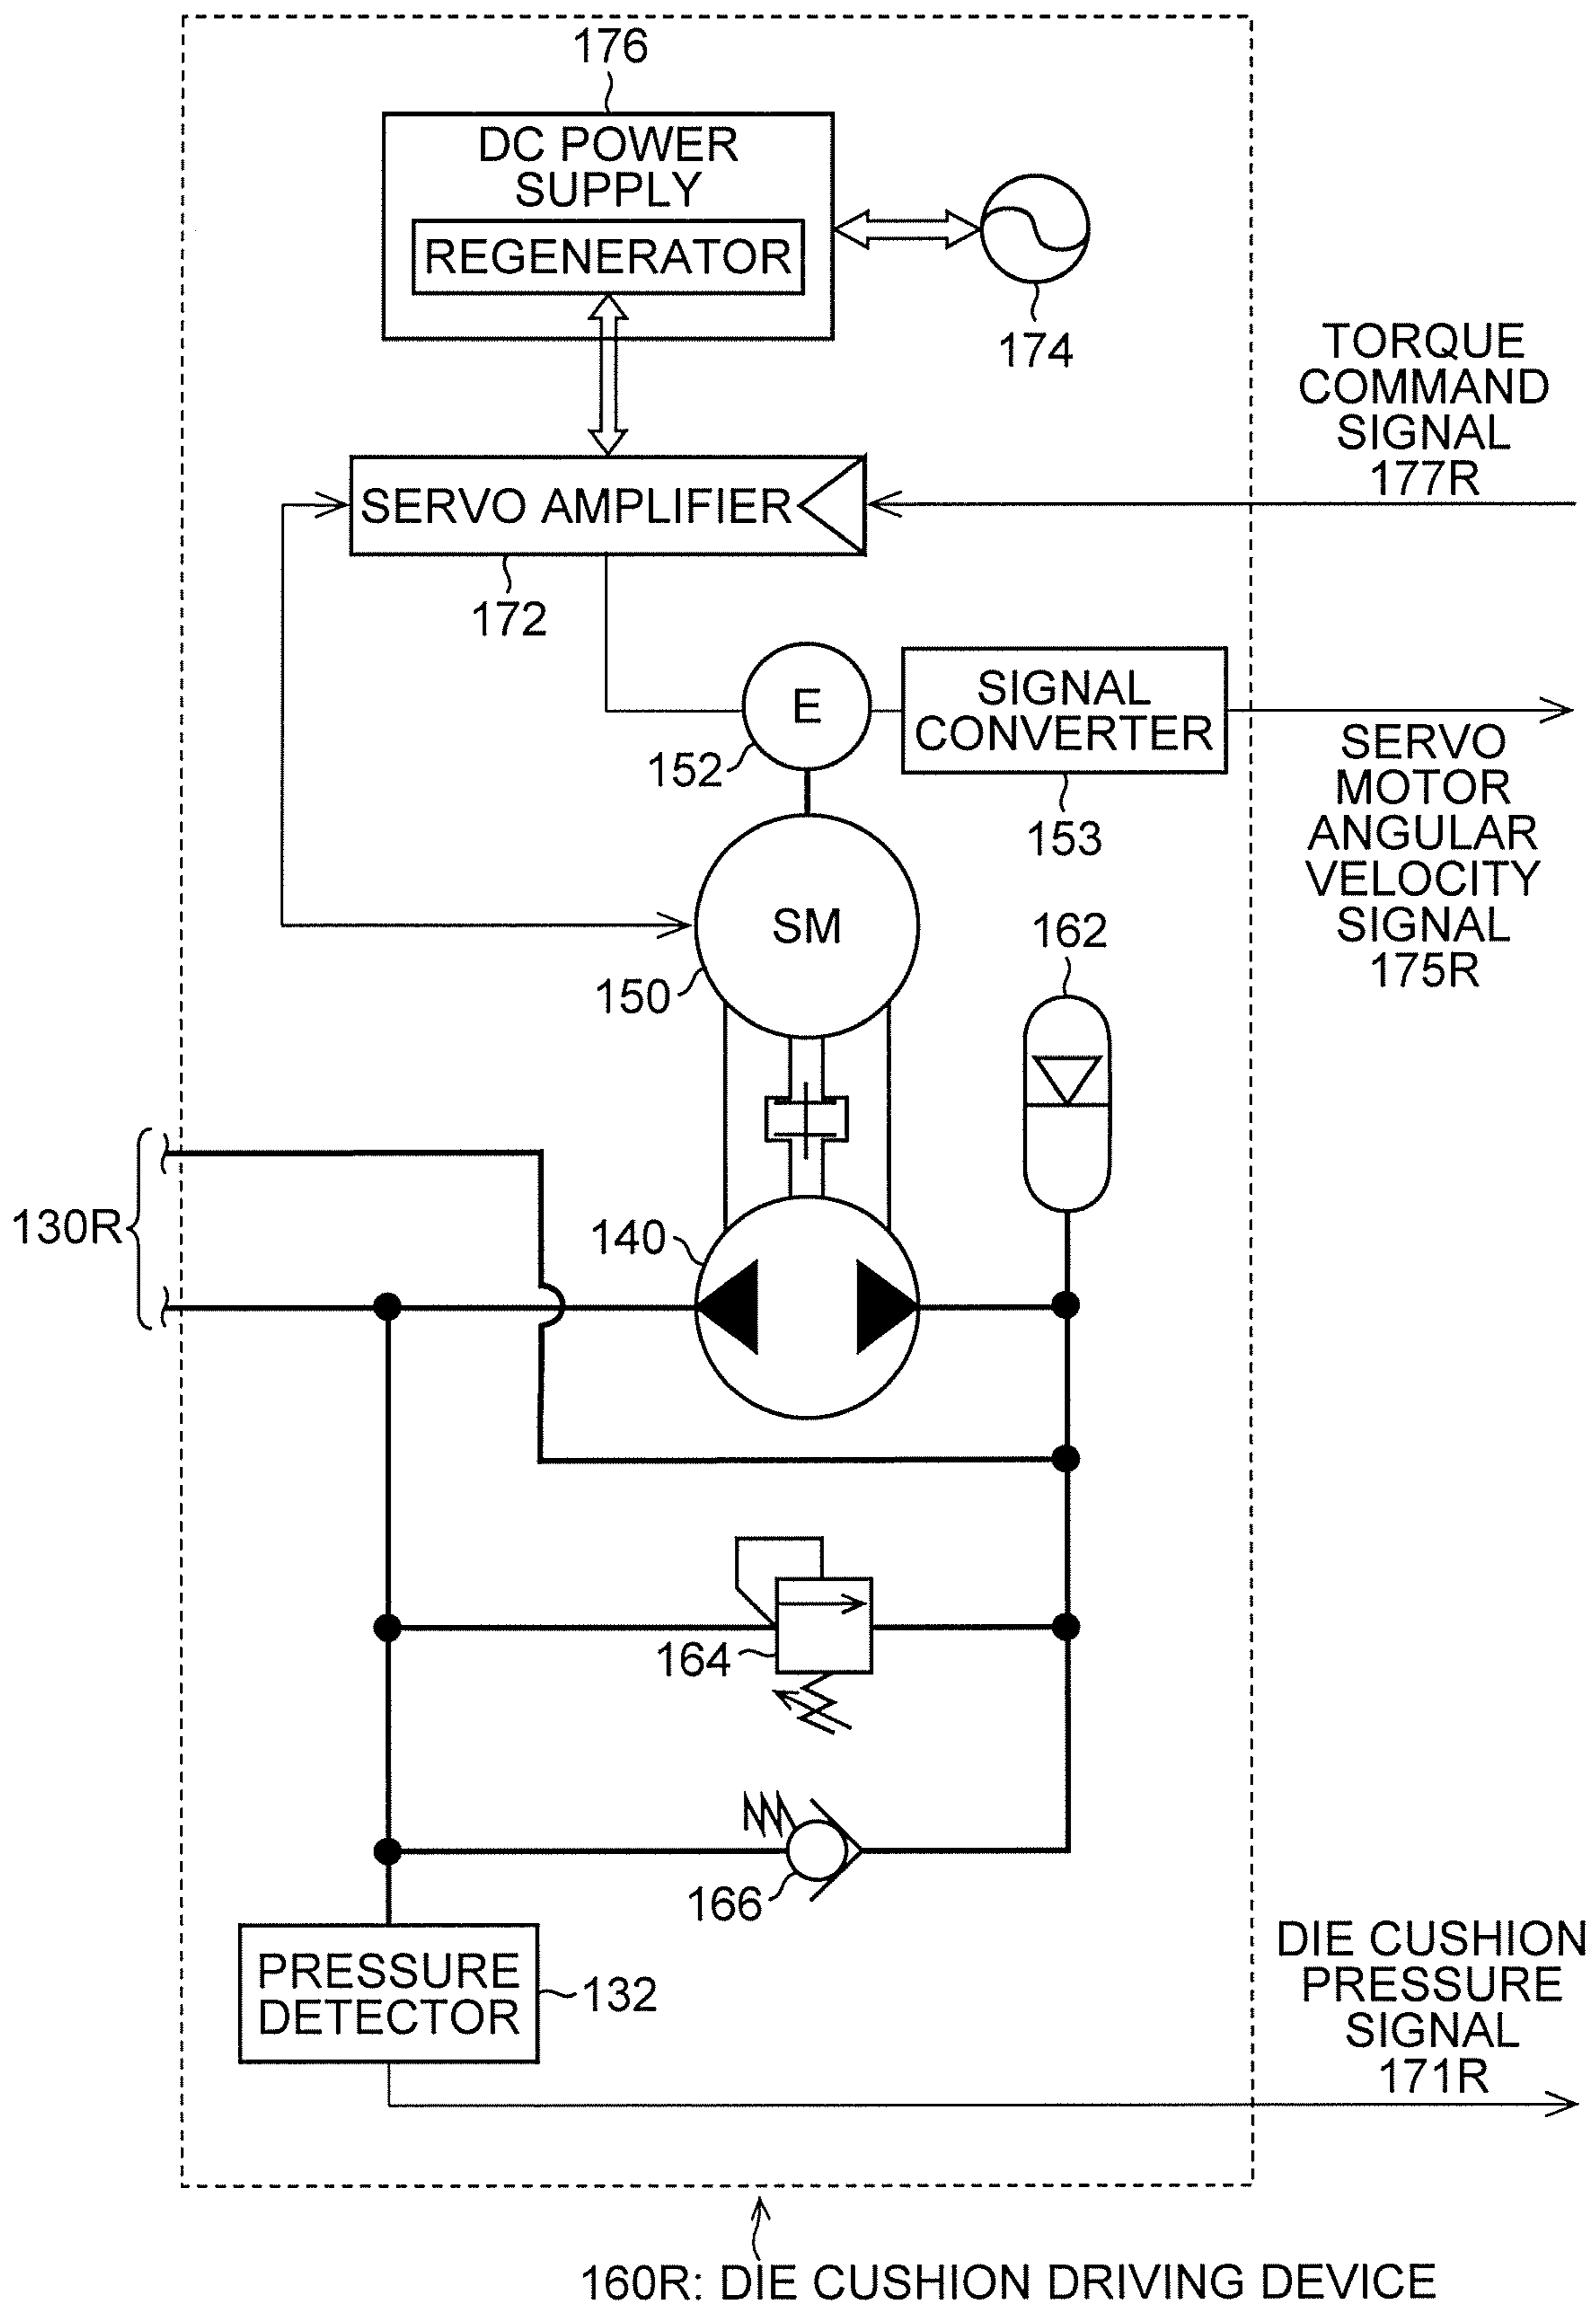 176
DC POWER
SUPPLY
REGENERATOR
174
TORQUE
COMMAND
SIGNAL
177R
SERVO AMPLIFIER
172
E
152
SIGNAL
CONVERTER
153
SERVO
MOTOR
ANGULAR
VELOCITY
SIGNAL
175R
SM
150
162
130R
140
164
166
PRESSURE
DETECTOR
132
DIE CUSHION
PRESSURE
SIGNAL
171R
160R: DIE CUSHION DRIVING DEVICE